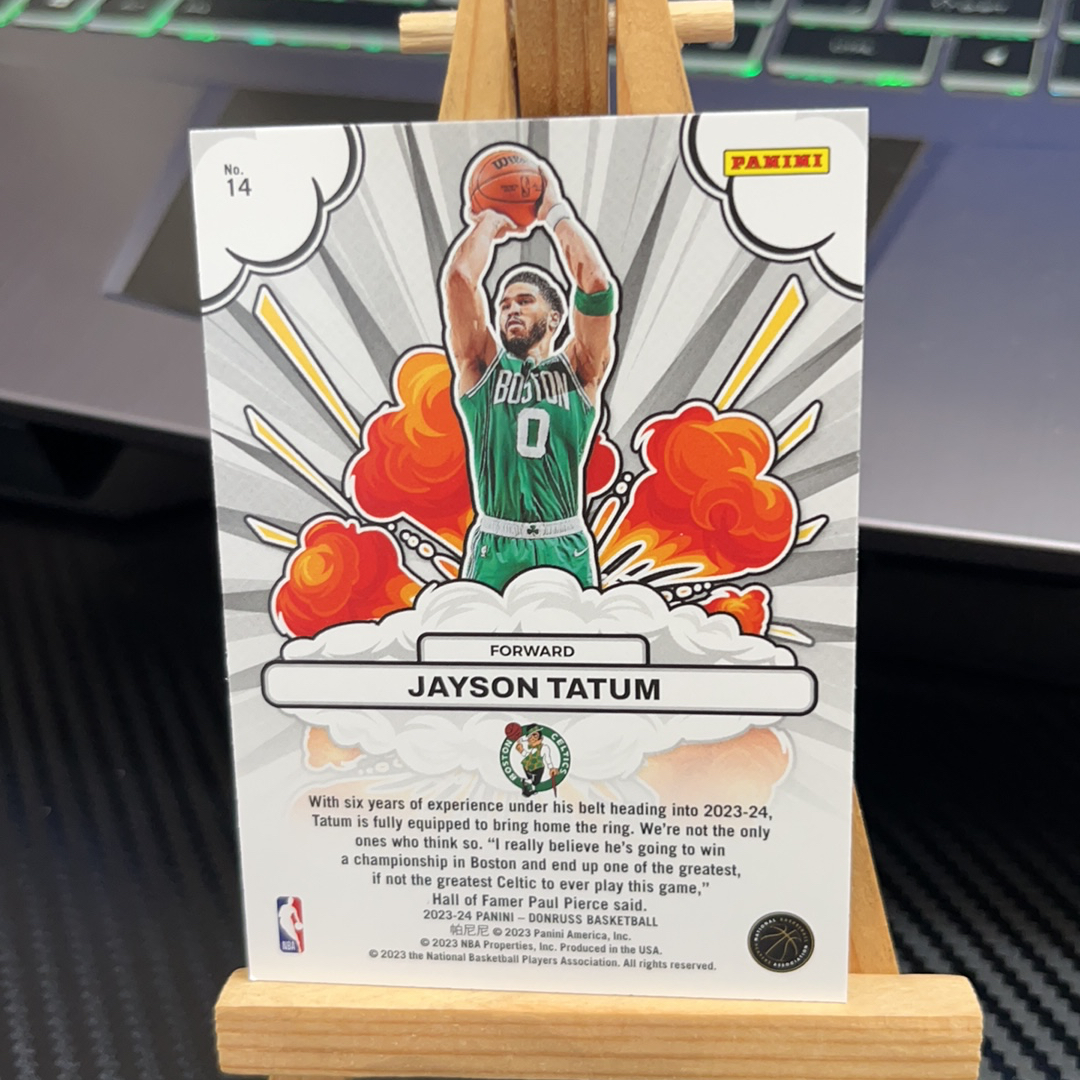 No.
14
PANINI
Wilson
BOSTON
0
FORWARD
JAYSON TATUM
BOSTON CELTICS
With six years of experience under his belt heading into 2023-24,
Tatum is fully equipped to bring home the ring. We're not the only
ones who think so. “I really believe he's going to win
a championship in Boston and end up one of the greatest,
if not the greatest Celtic to ever play this game,”
Hall of Famer Paul Pierce said.
2023-24 PANINI – DONRUSS BASKETBALL
帕尼尼 © 2023 Panini America, Inc.
© 2023 NBA Properties, Inc. Produced in the USA.
© 2023 the National Basketball Players Association. All rights reserved.
NBA